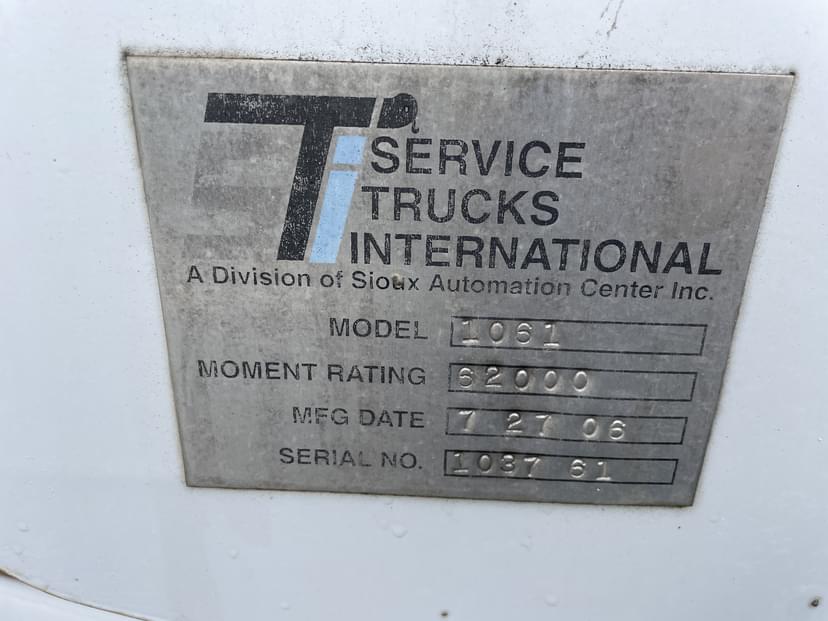 Ti SERVICE
TRUCKS
INTERNATIONAL
A Division of Sioux Automation Center Inc.
MODEL 1061
MOMENT RATING 62000
MFG DATE 7 27 06
SERIAL NO. 1037 61